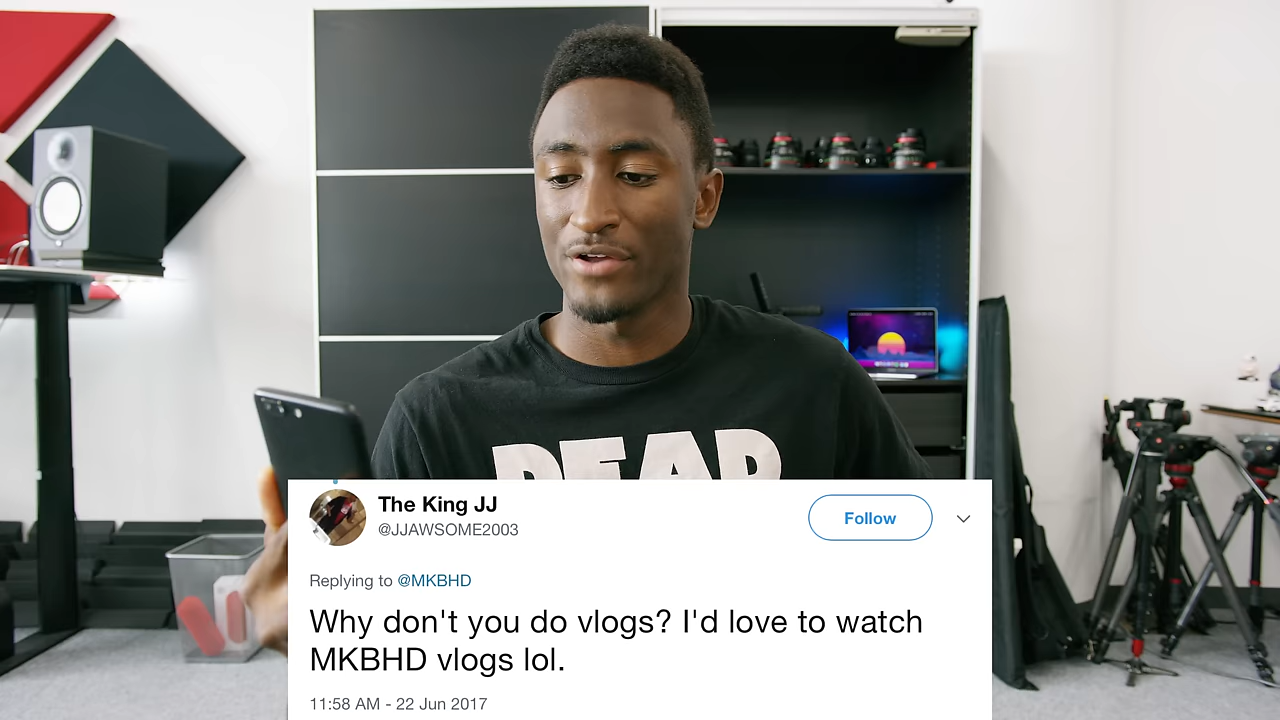 DEAD
The King JJ
@JJAWSOME2003
Follow
Replying to @MKBHD
Why don't you do vlogs? I'd love to watch
MKBHD vlogs lol.
11:58 AM - 22 Jun 2017